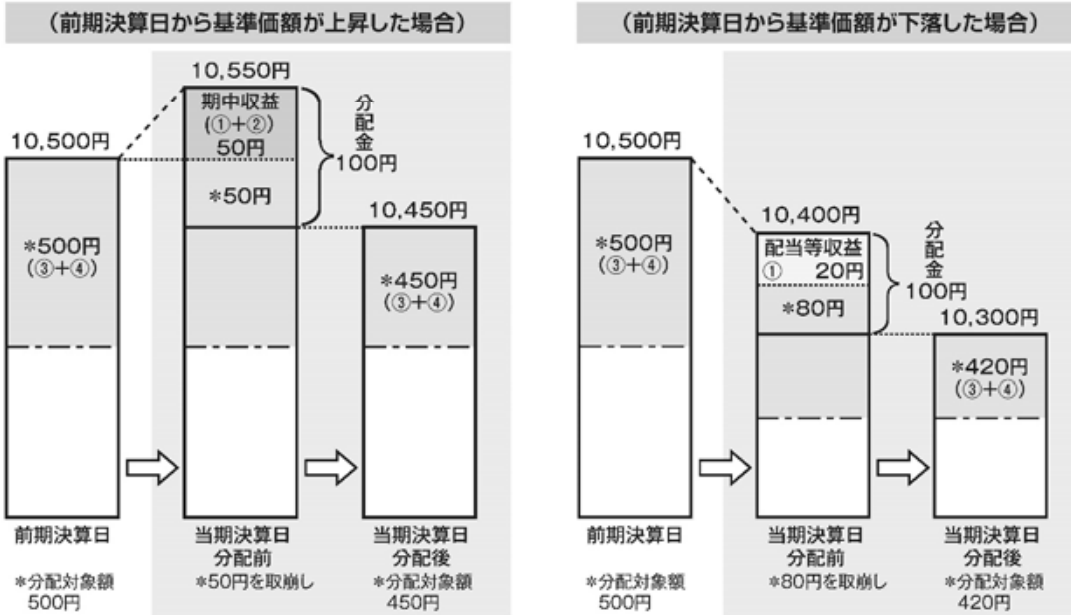 (前期決算日から基準価額が上昇した場合)
10,550円
期中収益
(①+②)
50円
*50円
分配金
100円
10,500円
*500円
(③+④)
10,450円
*450円
(③+④)
前期決算日
当期決算日
分配前
当期決算日
分配後
*分配対象額
500円
*50円を取崩し
*分配対象額
450円
(前期決算日から基準価額が下落した場合)
10,500円
*500円
(③+④)
10,400円
配当等収益
① 20円
*80円
分配金
100円
10,300円
*420円
(③+④)
前期決算日
当期決算日
分配前
当期決算日
分配後
*分配対象額
500円
*80円を取崩し
*分配対象額
420円